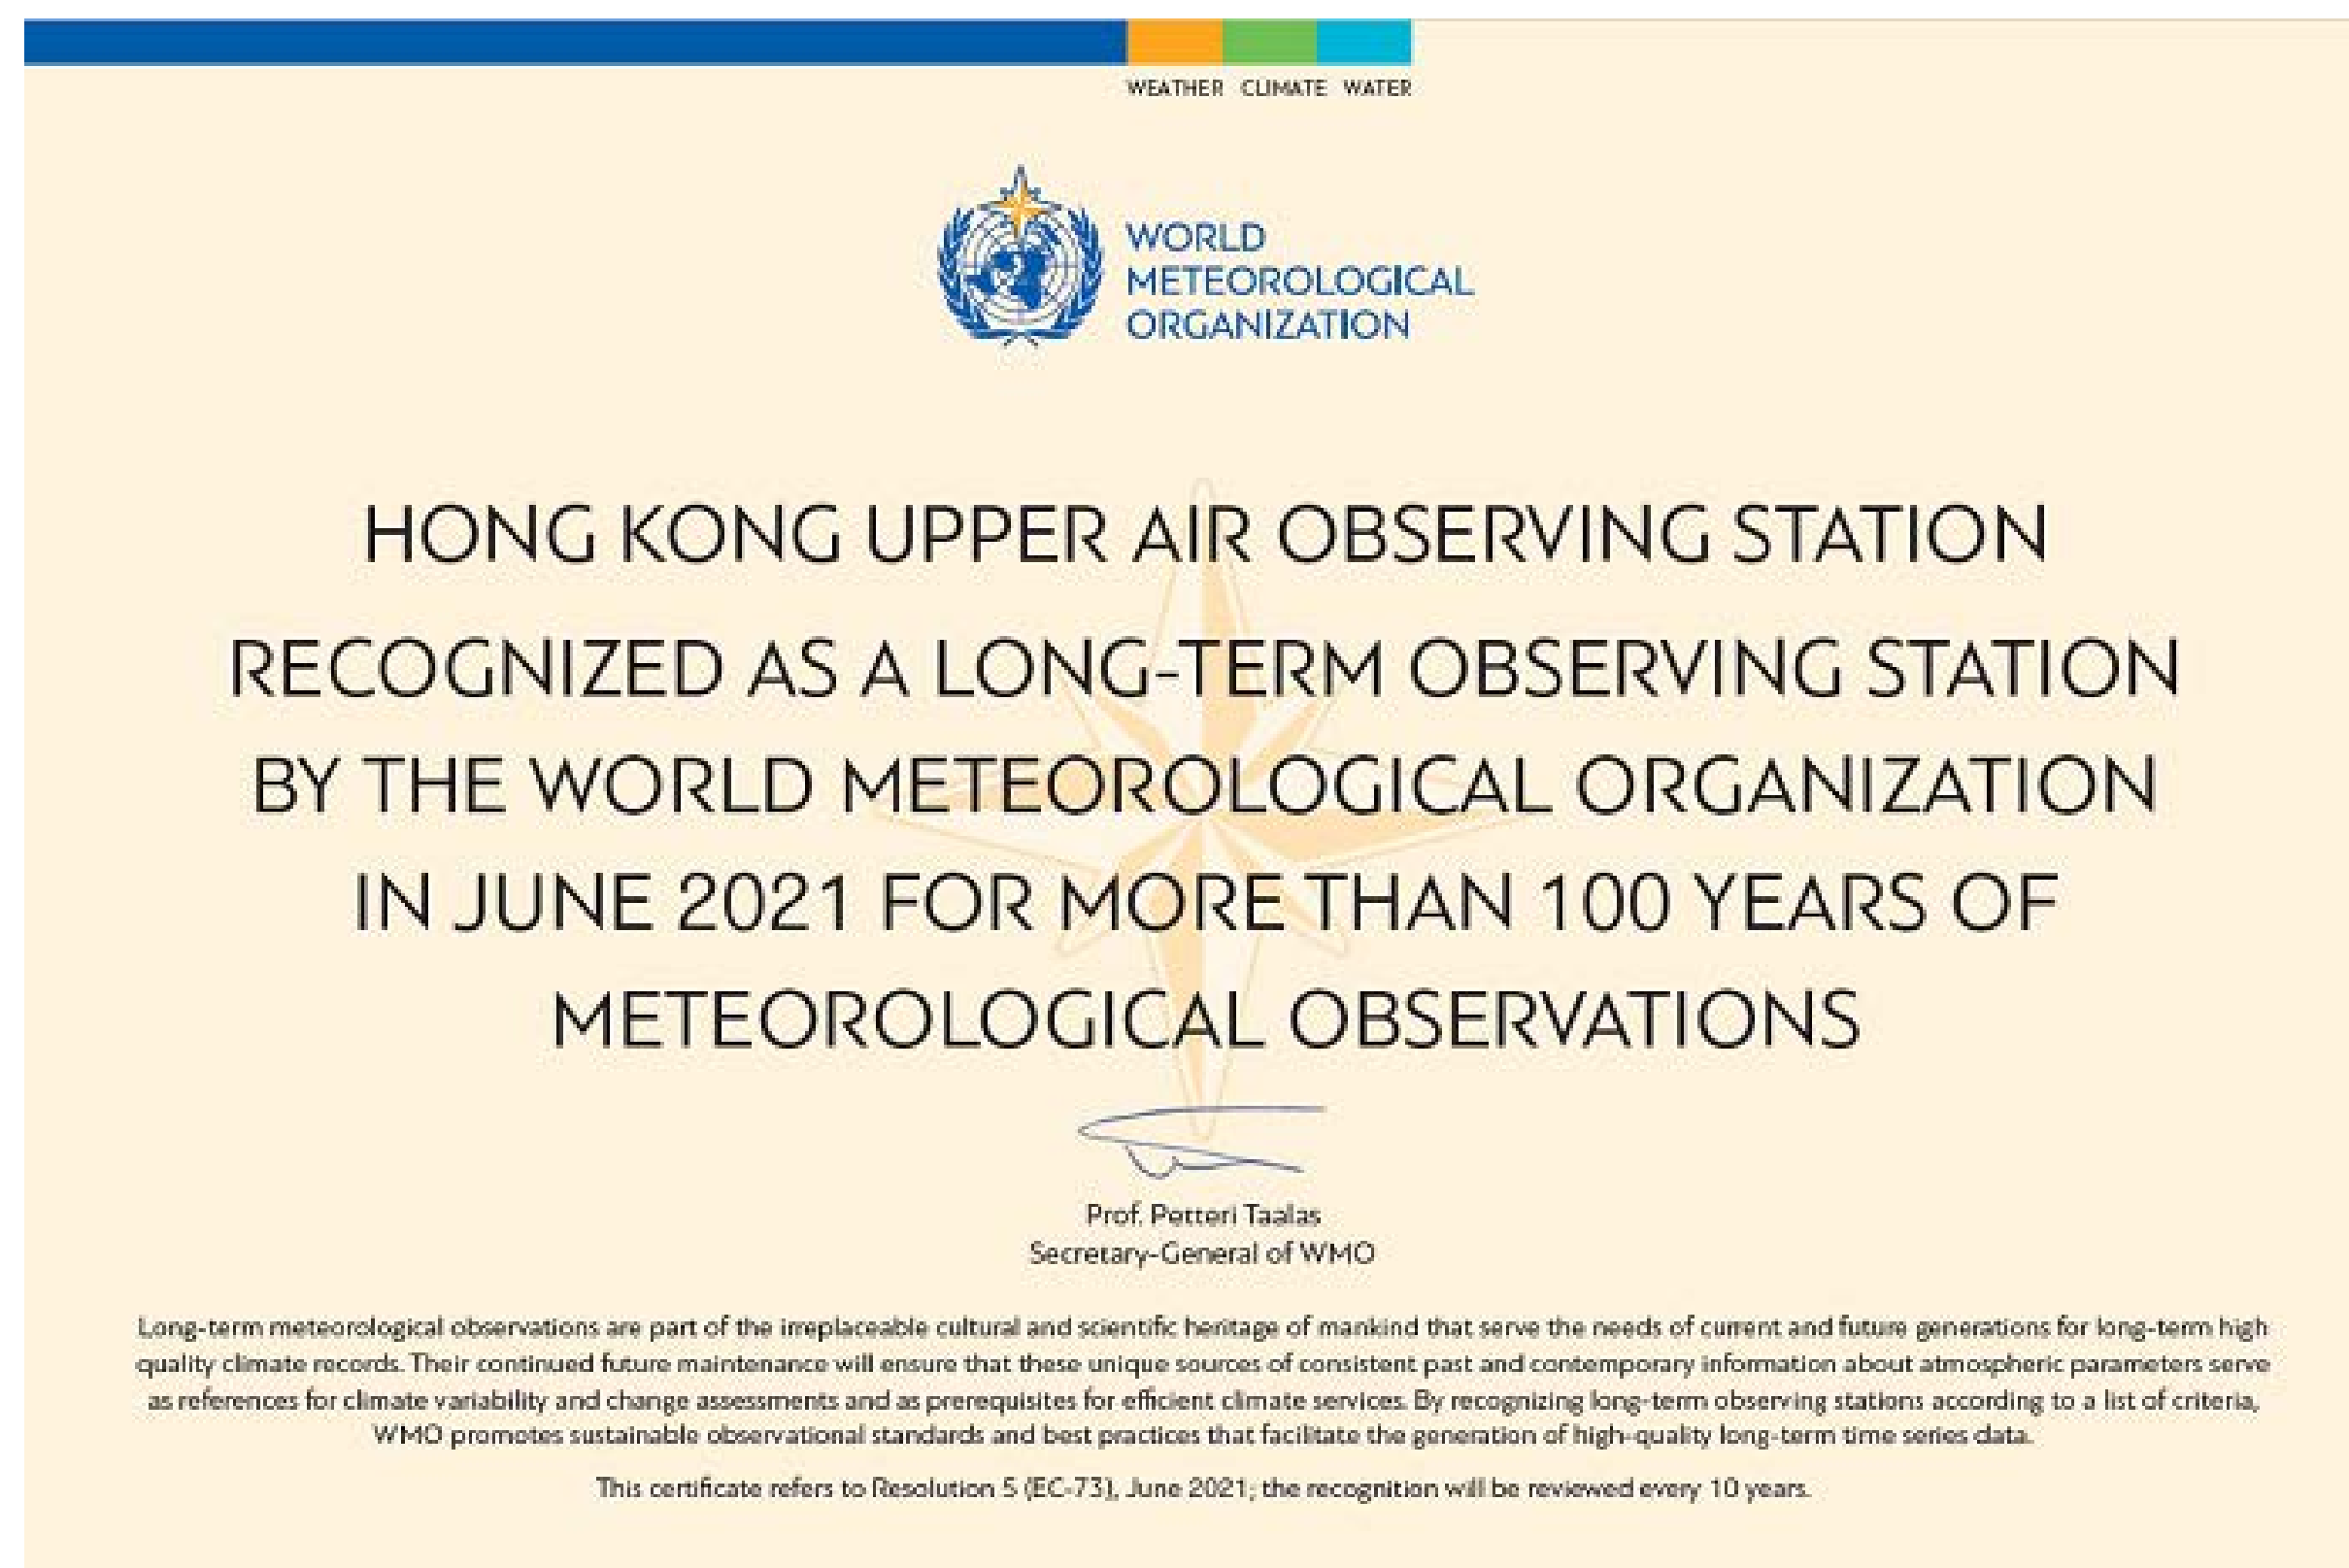 WEATHER CLIMATE WATER
WORLD
METEOROLOGICAL
ORGANIZATION
HONG KONG UPPER AIR OBSERVING STATION
RECOGNIZED AS A LONG-TERM OBSERVING STATION
BY THE WORLD METEOROLOGICAL ORGANIZATION
IN JUNE 2021 FOR MORE THAN 100 YEARS OF
METEOROLOGICAL OBSERVATIONS
Prof. Petteri Taalas
Secretary-General of WMO
Long-term meteorological observations are part of the irreplaceable cultural and scientific heritage of mankind that serve the needs of current and future generations for long-term high
quality climate records. Their continued future maintenance will ensure that these unique sources of consistent past and contemporary information about atmospheric parameters serve
as references for climate variability and change assessments and as prerequisites for efficient climate services. By recognizing long-term observing stations according to a list of criteria,
WMO promotes sustainable observational standards and best practices that facilitate the generation of high-quality long-term time series data.
This certificate refers to Resolution 5 (EC-73), June 2021; the recognition will be reviewed every 10 years.